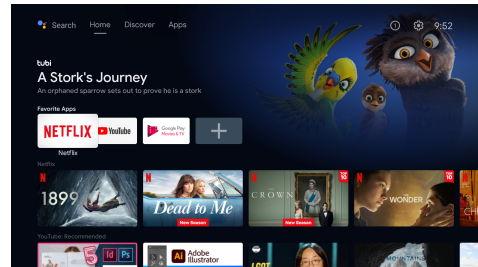 Search Home Discover Apps
1 9:52
tubi
A Stork's Journey
An orphaned sparrow sets out to prove he is a stork
Favorite Apps
NETFLIX
YouTube
Google Play
Movies & TV
Netflix
Netflix
1899
Dead to Me
New Season
TOP
10
CROWN
New Season
TOP
10
WONDER
YouTube: Recommended
Id Ps
Ai Adobe
Illustrator
MOUNTAINS